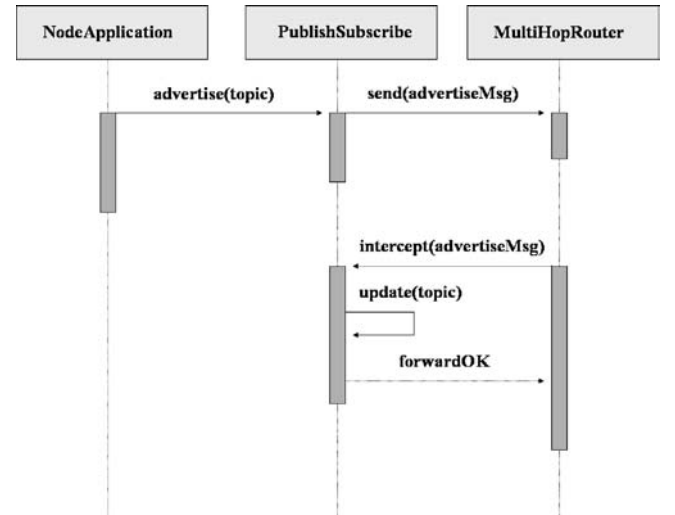 NodeApplication
PublishSubscribe
MultiHopRouter
advertise(topic)
send(advertiseMsg)
intercept(advertiseMsg)
update(topic)
forwardOK